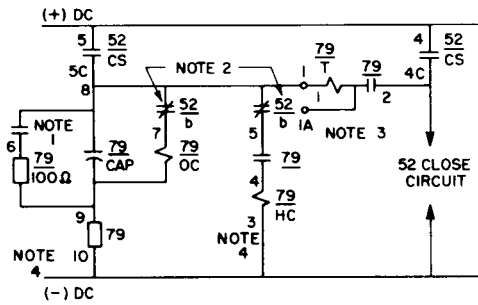 (+) DC
5 52 CS
5C
8
NOTE 2
79 T
1 1
79
2
4 52 CS
4C
52 b
7
52 b
5
1A
NOTE 3
NOTE 1
6
79 100Ω
79 CAP
79 OC
79
4
79 HC
3
NOTE 4
52 CLOSE
CIRCUIT
9
79
10
NOTE 4
(-) DC